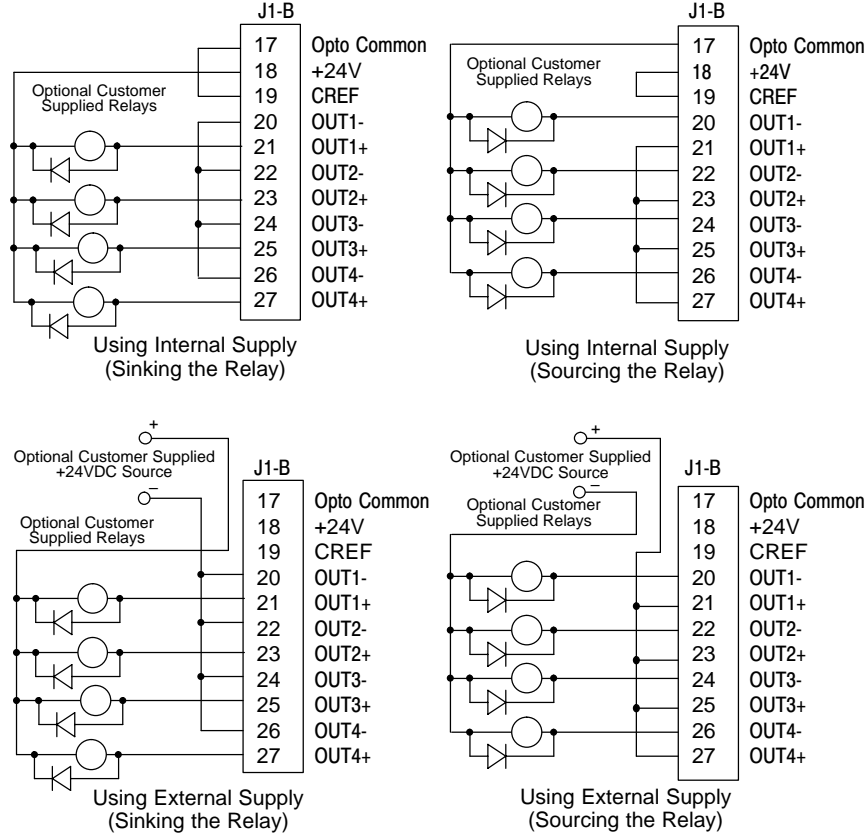 J1-B
17 Opto Common
18 +24V
19 CREF
20 OUT1-
21 OUT1+
22 OUT2-
23 OUT2+
24 OUT3-
25 OUT3+
26 OUT4-
27 OUT4+
Optional Customer
Supplied Relays
Using Internal Supply
(Sinking the Relay)
J1-B
17 Opto Common
18 +24V
19 CREF
20 OUT1-
21 OUT1+
22 OUT2-
23 OUT2+
24 OUT3-
25 OUT3+
26 OUT4-
27 OUT4+
Optional Customer
Supplied Relays
Using Internal Supply
(Sourcing the Relay)
+
Optional Customer Supplied
+24VDC Source
–
Optional Customer
Supplied Relays
J1-B
17 Opto Common
18 +24V
19 CREF
20 OUT1-
21 OUT1+
22 OUT2-
23 OUT2+
24 OUT3-
25 OUT3+
26 OUT4-
27 OUT4+
Using External Supply
(Sinking the Relay)
+
Optional Customer Supplied
+24VDC Source
–
Optional Customer
Supplied Relays
J1-B
17 Opto Common
18 +24V
19 CREF
20 OUT1-
21 OUT1+
22 OUT2-
23 OUT2+
24 OUT3-
25 OUT3+
26 OUT4-
27 OUT4+
Using External Supply
(Sourcing the Relay)